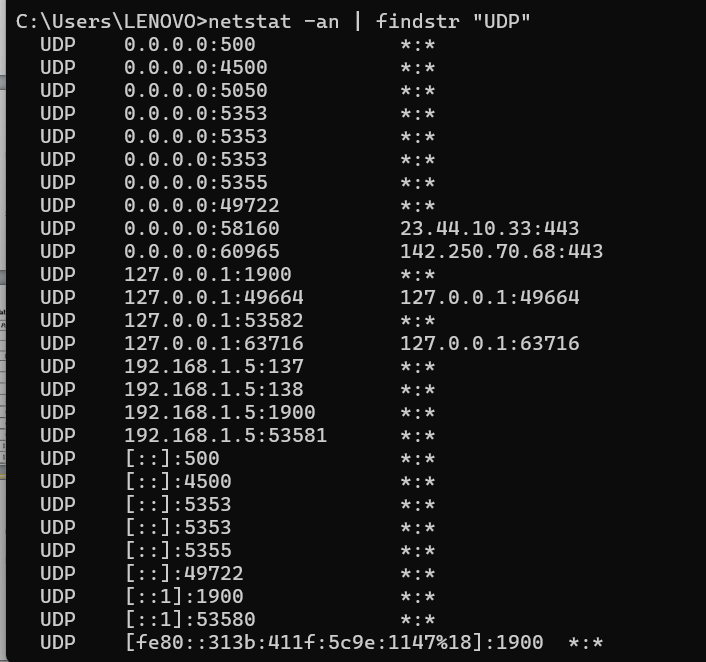 C:\Users\LENOVO>netstat -an | findstr "UDP"
UDP 0.0.0.0:500 *:*
UDP 0.0.0.0:4500 *:*
UDP 0.0.0.0:5050 *:*
UDP 0.0.0.0:5353 *:*
UDP 0.0.0.0:5353 *:*
UDP 0.0.0.0:5353 *:*
UDP 0.0.0.0:5355 *:*
UDP 0.0.0.0:49722 *:*
UDP 0.0.0.0:58160 23.44.10.33:443
UDP 0.0.0.0:60965 142.250.70.68:443
UDP 127.0.0.1:1900 *:*
UDP 127.0.0.1:49664 127.0.0.1:49664
UDP 127.0.0.1:53582 *:*
UDP 127.0.0.1:63716 127.0.0.1:63716
UDP 192.168.1.5:137 *:*
UDP 192.168.1.5:138 *:*
UDP 192.168.1.5:1900 *:*
UDP 192.168.1.5:53581 *:*
UDP [::]:500 *:*
UDP [::]:4500 *:*
UDP [::]:5353 *:*
UDP [::]:5353 *:*
UDP [::]:5355 *:*
UDP [::]:49722 *:*
UDP [::1]:1900 *:*
UDP [::1]:53580 *:*
UDP [fe80::313b:411f:5c9e:1147%18]:1900 *:*